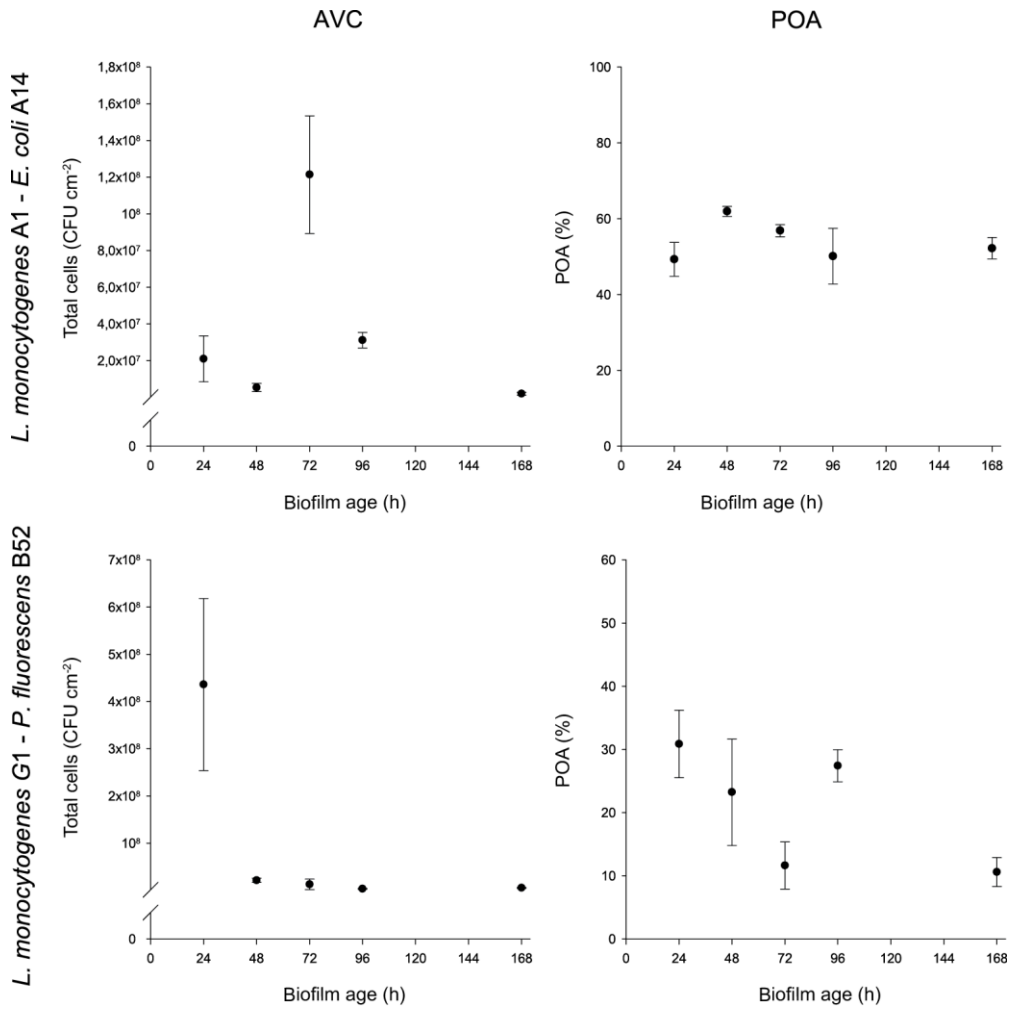 AVC
POA
L. monocytogenes A1 - E. coli A14
Total cells (CFU cm⁻²)
1,8x10⁸
1,6x10⁸
1,4x10⁸
1,2x10⁸
10⁸
8,0x10⁷
6,0x10⁷
4,0x10⁷
2,0x10⁷
0
0 24 48 72 96 120 144 168
Biofilm age (h)
POA (%)
100
80
60
40
20
0
0 24 48 72 96 120 144 168
Biofilm age (h)
L. monocytogenes G1 - P. fluorescens B52
Total cells (CFU cm⁻²)
7x10⁸
6x10⁸
5x10⁸
4x10⁸
3x10⁸
2x10⁸
10⁸
0
0 24 48 72 96 120 144 168
Biofilm age (h)
POA (%)
60
50
40
30
20
10
0
0 24 48 72 96 120 144 168
Biofilm age (h)